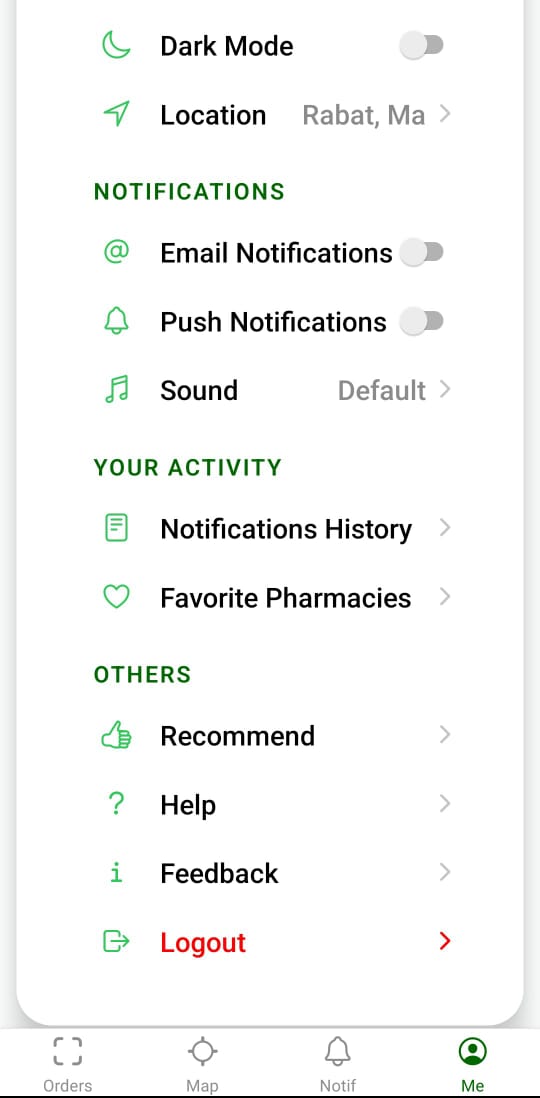 Dark Mode
Location Rabat, Ma
NOTIFICATIONS
Email Notifications
Push Notifications
Sound Default
YOUR ACTIVITY
Notifications History
Favorite Pharmacies
OTHERS
Recommend
Help
Feedback
Logout
Orders Map Notif Me